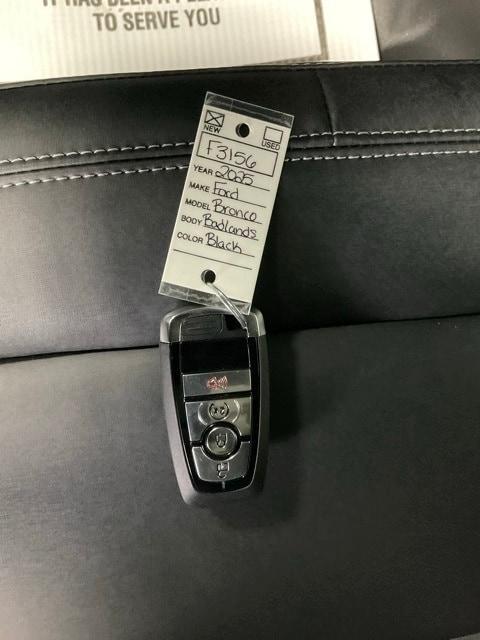 TO SERVE YOU
NEW
USED
F3156
YEAR 2025
MAKE Ford
MODEL Bronco
BODY Badlands
COLOR Black